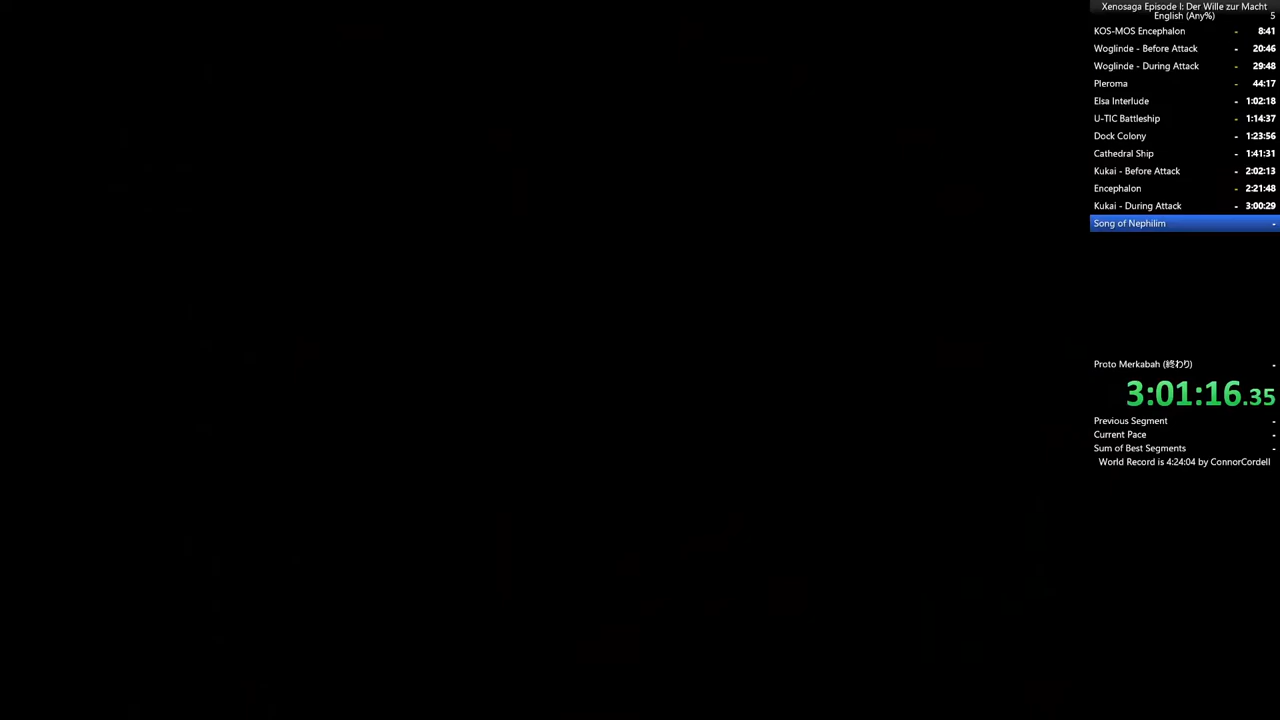 Xenosaga Episode I: Der Wille zur Macht
English (Any%) 5
KOS-MOS Encephalon - 8:41
Woglinde - Before Attack - 20:46
Woglinde - During Attack - 29:48
Pleroma - 44:17
Elsa Interlude - 1:02:18
U-TIC Battleship - 1:14:37
Dock Colony - 1:23:56
Cathedral Ship - 1:41:31
Kukai - Before Attack - 2:02:13
Encephalon - 2:21:48
Kukai - During Attack - 3:00:29
Song of Nephilim -
Proto Merkabah (終わり) -
3:01:16.35
Previous Segment -
Current Pace -
Sum of Best Segments -
World Record is 4:24:04 by ConnorCordell